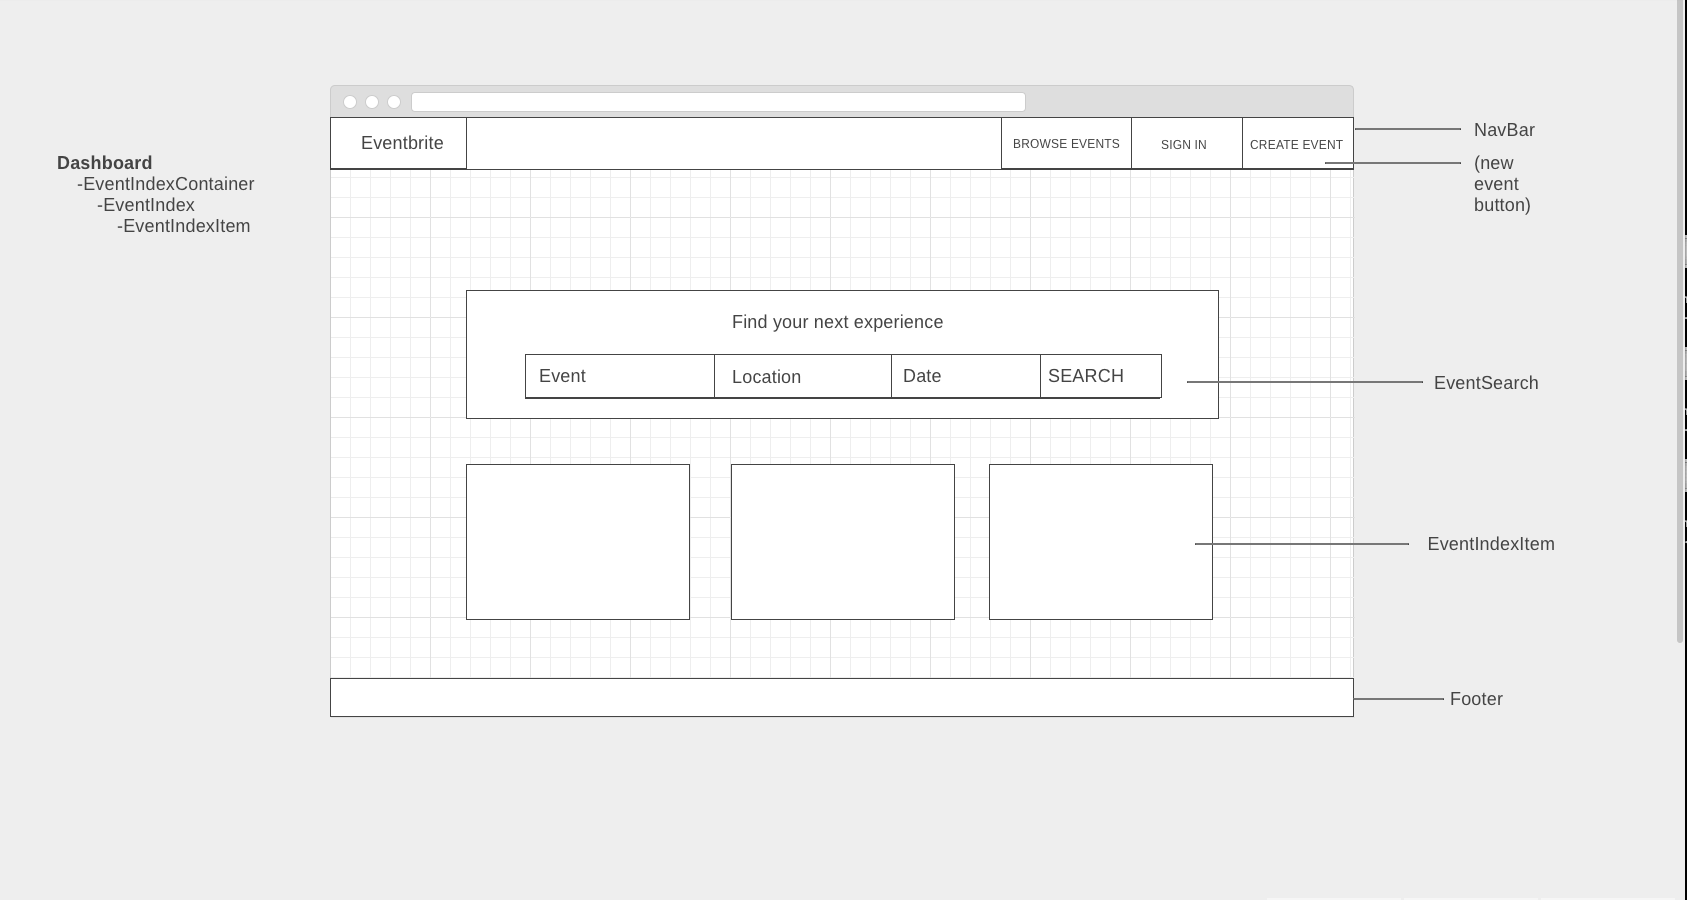 Eventbrite
BROWSE EVENTS
SIGN IN
CREATE EVENT
NavBar
(new
event
button)
Dashboard
-EventIndexContainer
-EventIndex
-EventIndexItem
Find your next experience
Event
Location
Date
SEARCH
EventSearch
EventIndexItem
Footer